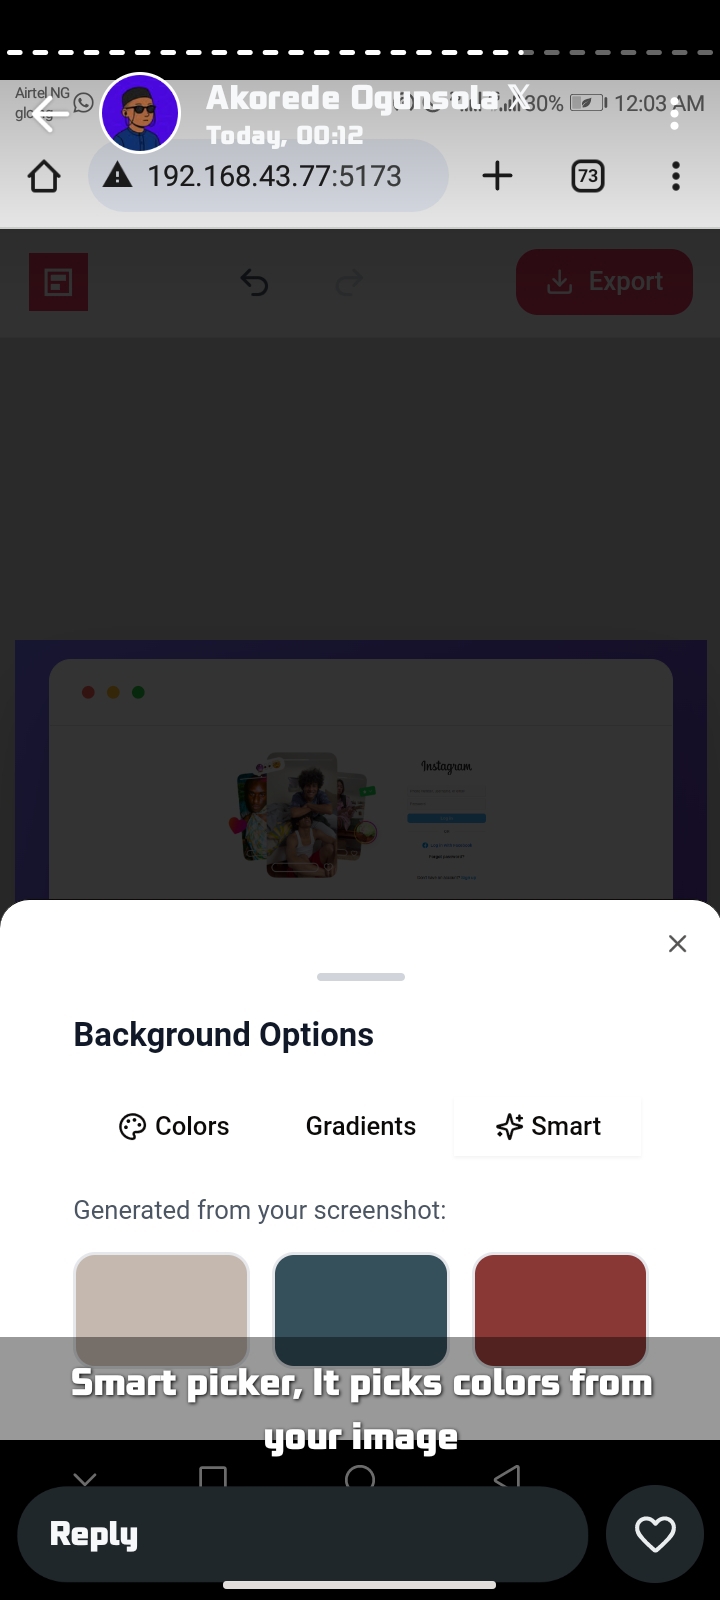 Airtel NG
glo
Akorede Ogunsola 𝕏
30%
12:03 AM
Today, 00:12
192.168.43.77:5173
73
Export
Instagram
Background Options
Colors
Gradients
Smart
Generated from your screenshot:
Smart picker, It picks colors from
your image
Reply